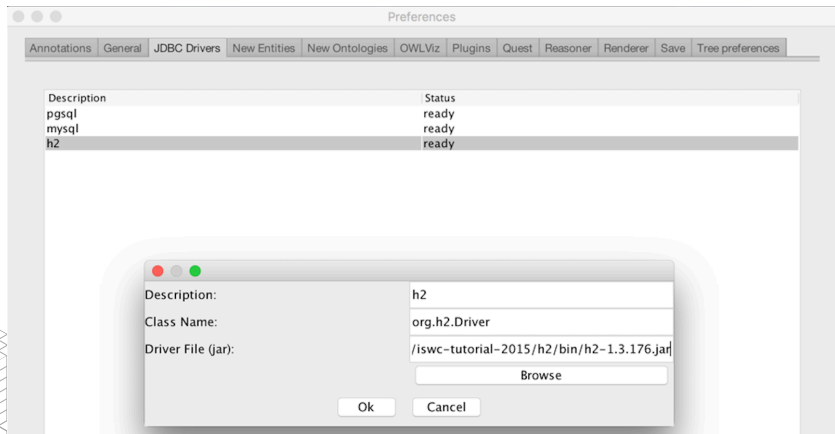 Preferences
Annotations General JDBC Drivers New Entities New Ontologies OWLViz Plugins Quest Reasoner Renderer Save Tree preferences
Description Status
pgsql ready
mysql ready
h2 ready
Description: h2
Class Name: org.h2.Driver
Driver File (jar): /iswc-tutorial-2015/h2/bin/h2-1.3.176.jar
Browse
Ok Cancel